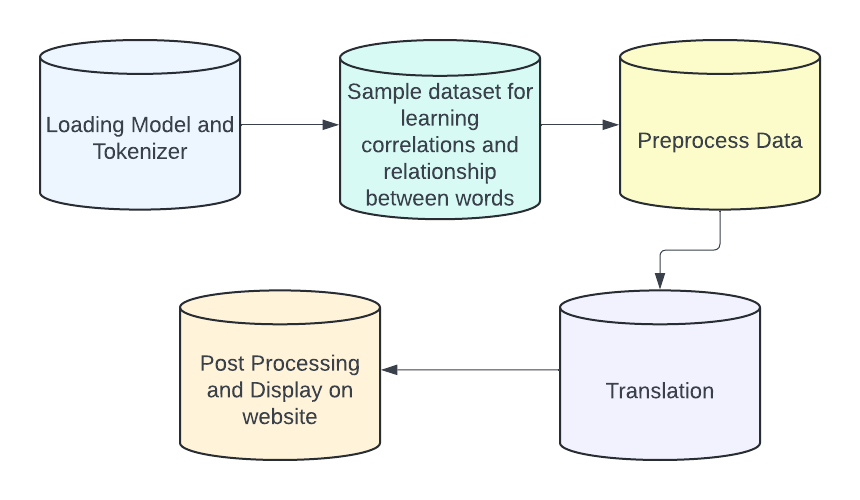 Loading Model and
Tokenizer
Sample dataset for
learning
correlations and
relationship
between words
Preprocess Data
Translation
Post Processing
and Display on
website